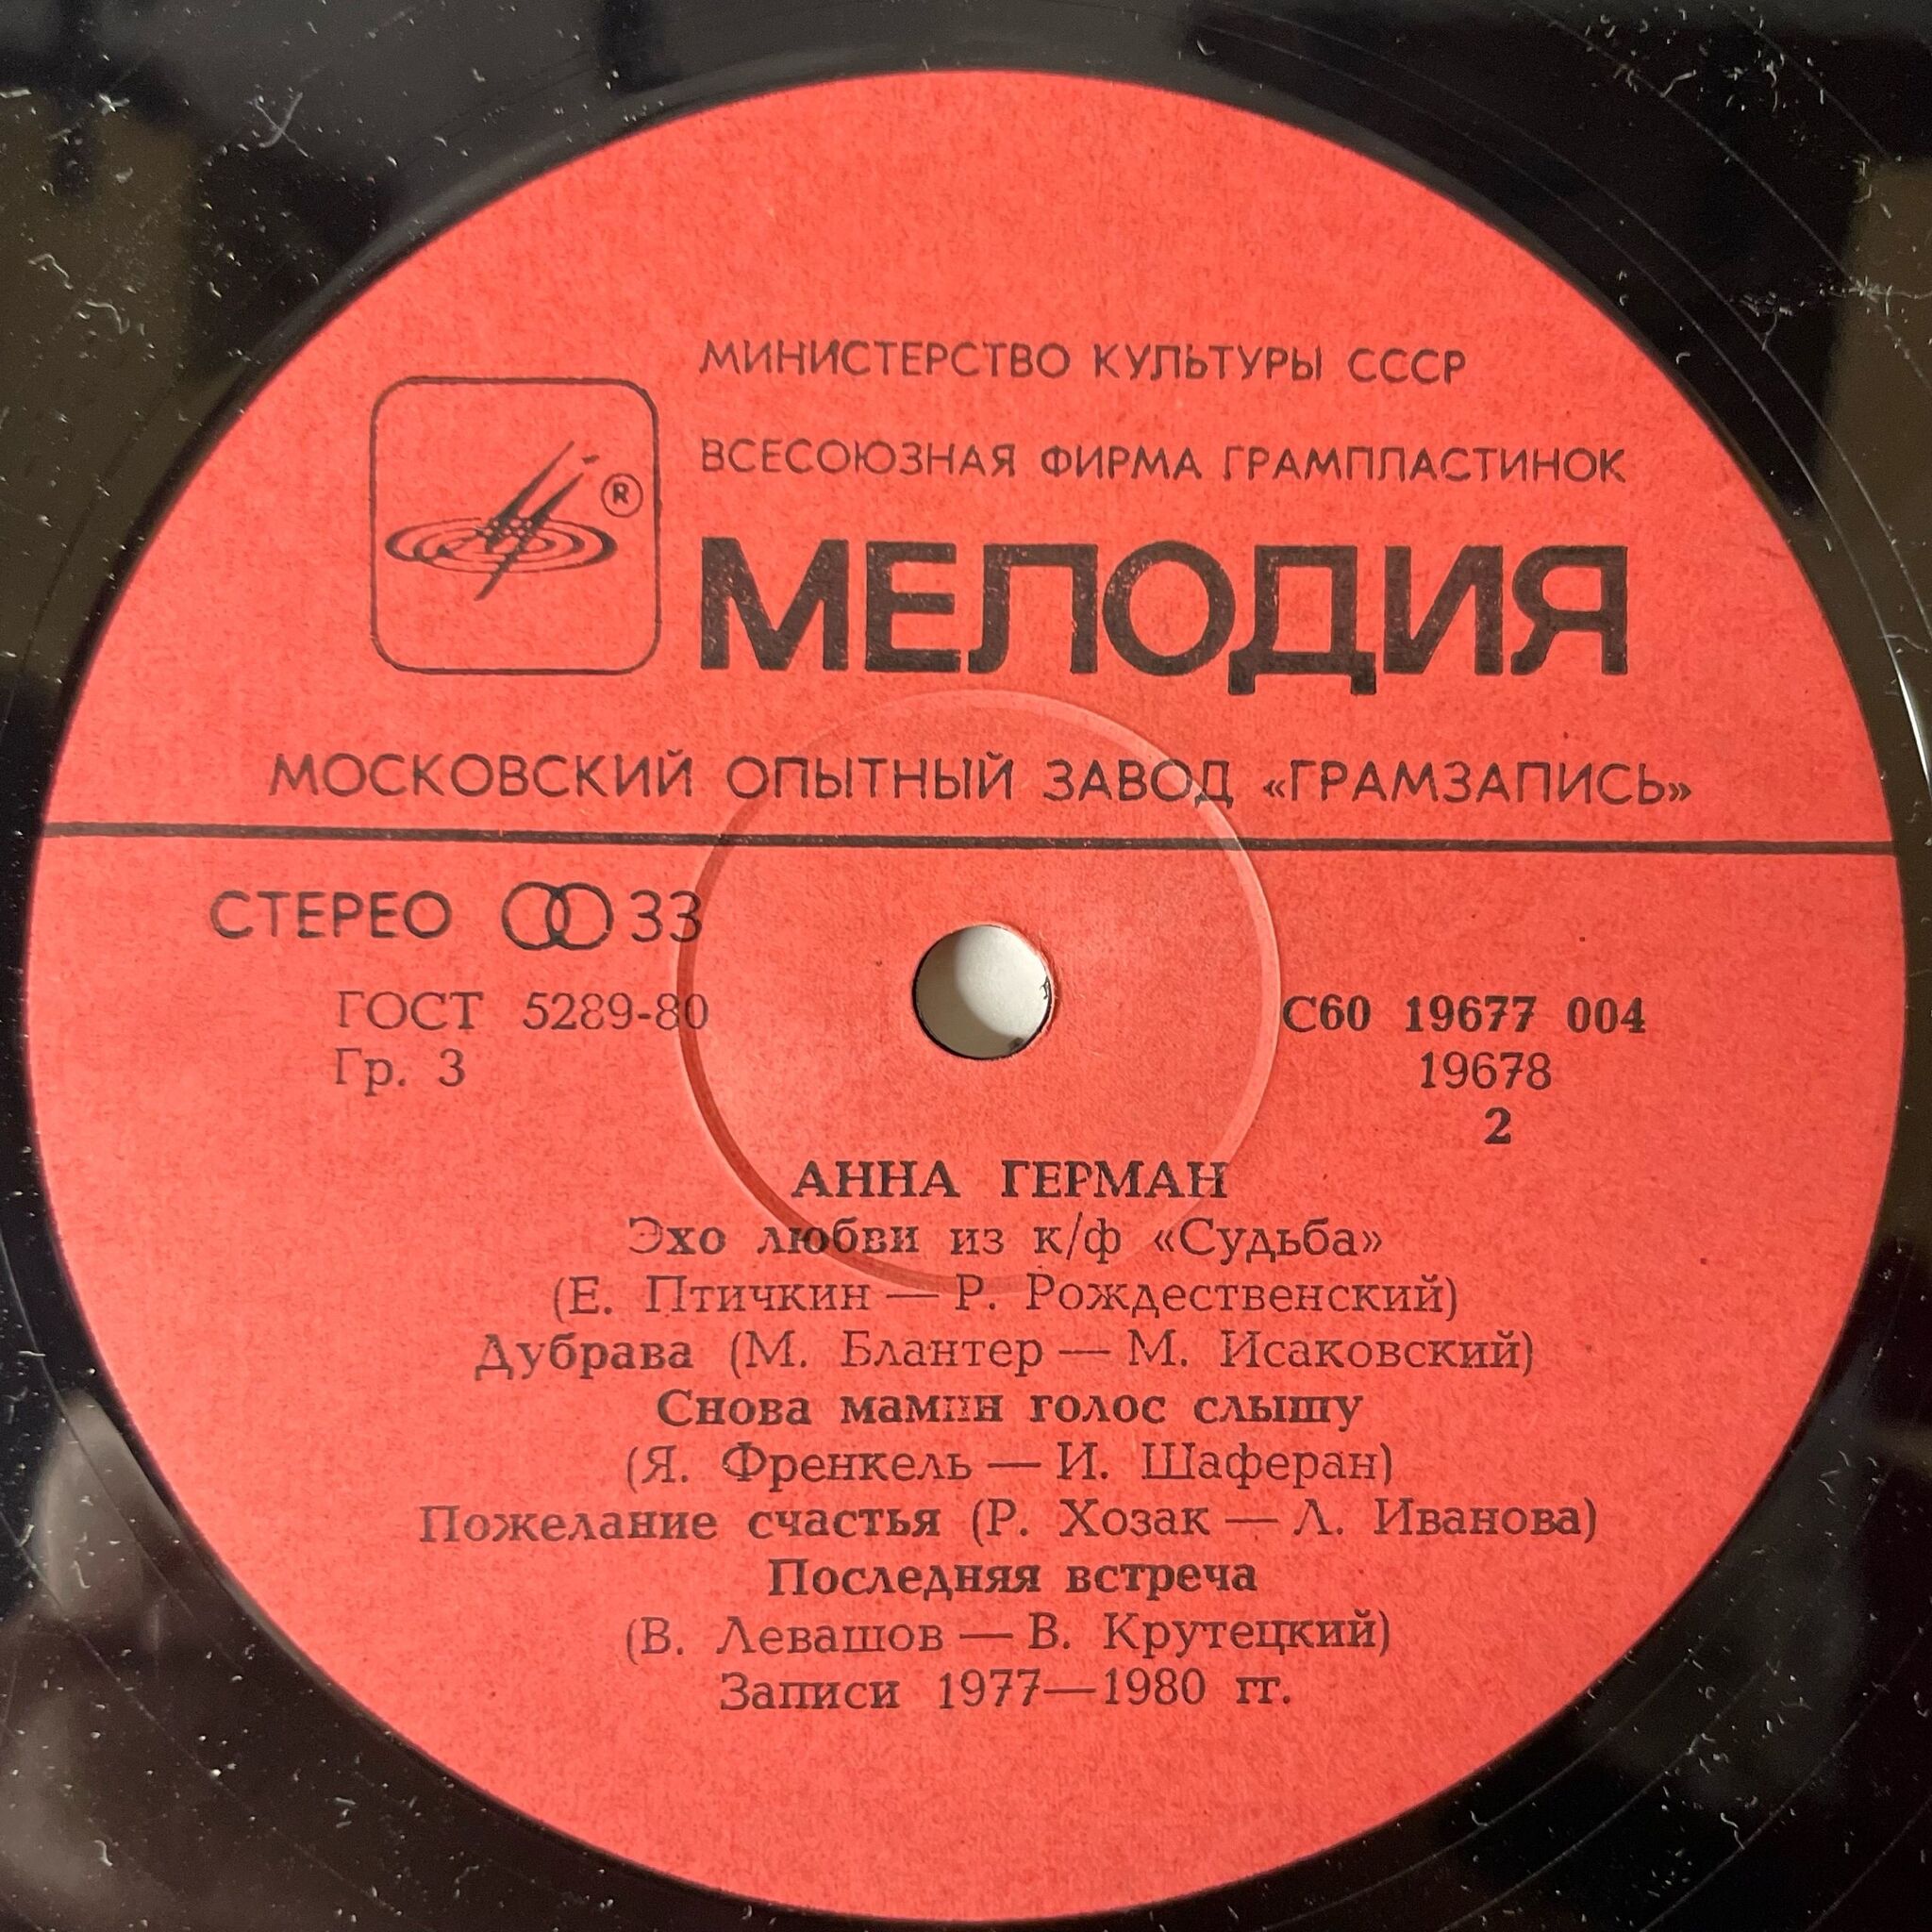 МИНИСТЕРСТВО КУЛЬТУРЫ СССР
ВСЕСОЮЗНАЯ ФИРМА ГРАМПЛАСТИНОК
®
МЕЛОДИЯ
МОСКОВСКИЙ ОПЫТНЫЙ ЗАВОД «ГРАМЗАПИСЬ»
СТЕРЕО 33
ГОСТ 5289-80
Гр. 3
С60 19677 004
19678
2
АННА ГЕРМАН
Эхо любви из к/ф «Судьба»
(Е. Птичкин — Р. Рождественский)
Дубрава (М. Блантер — М. Исаковский)
Снова мамин голос слышу
(Я. Френкель — И. Шаферан)
Пожелание счастья (Р. Хозак — Л. Иванова)
Последняя встреча
(В. Левашов — В. Крутецкий)
Записи 1977—1980 гг.